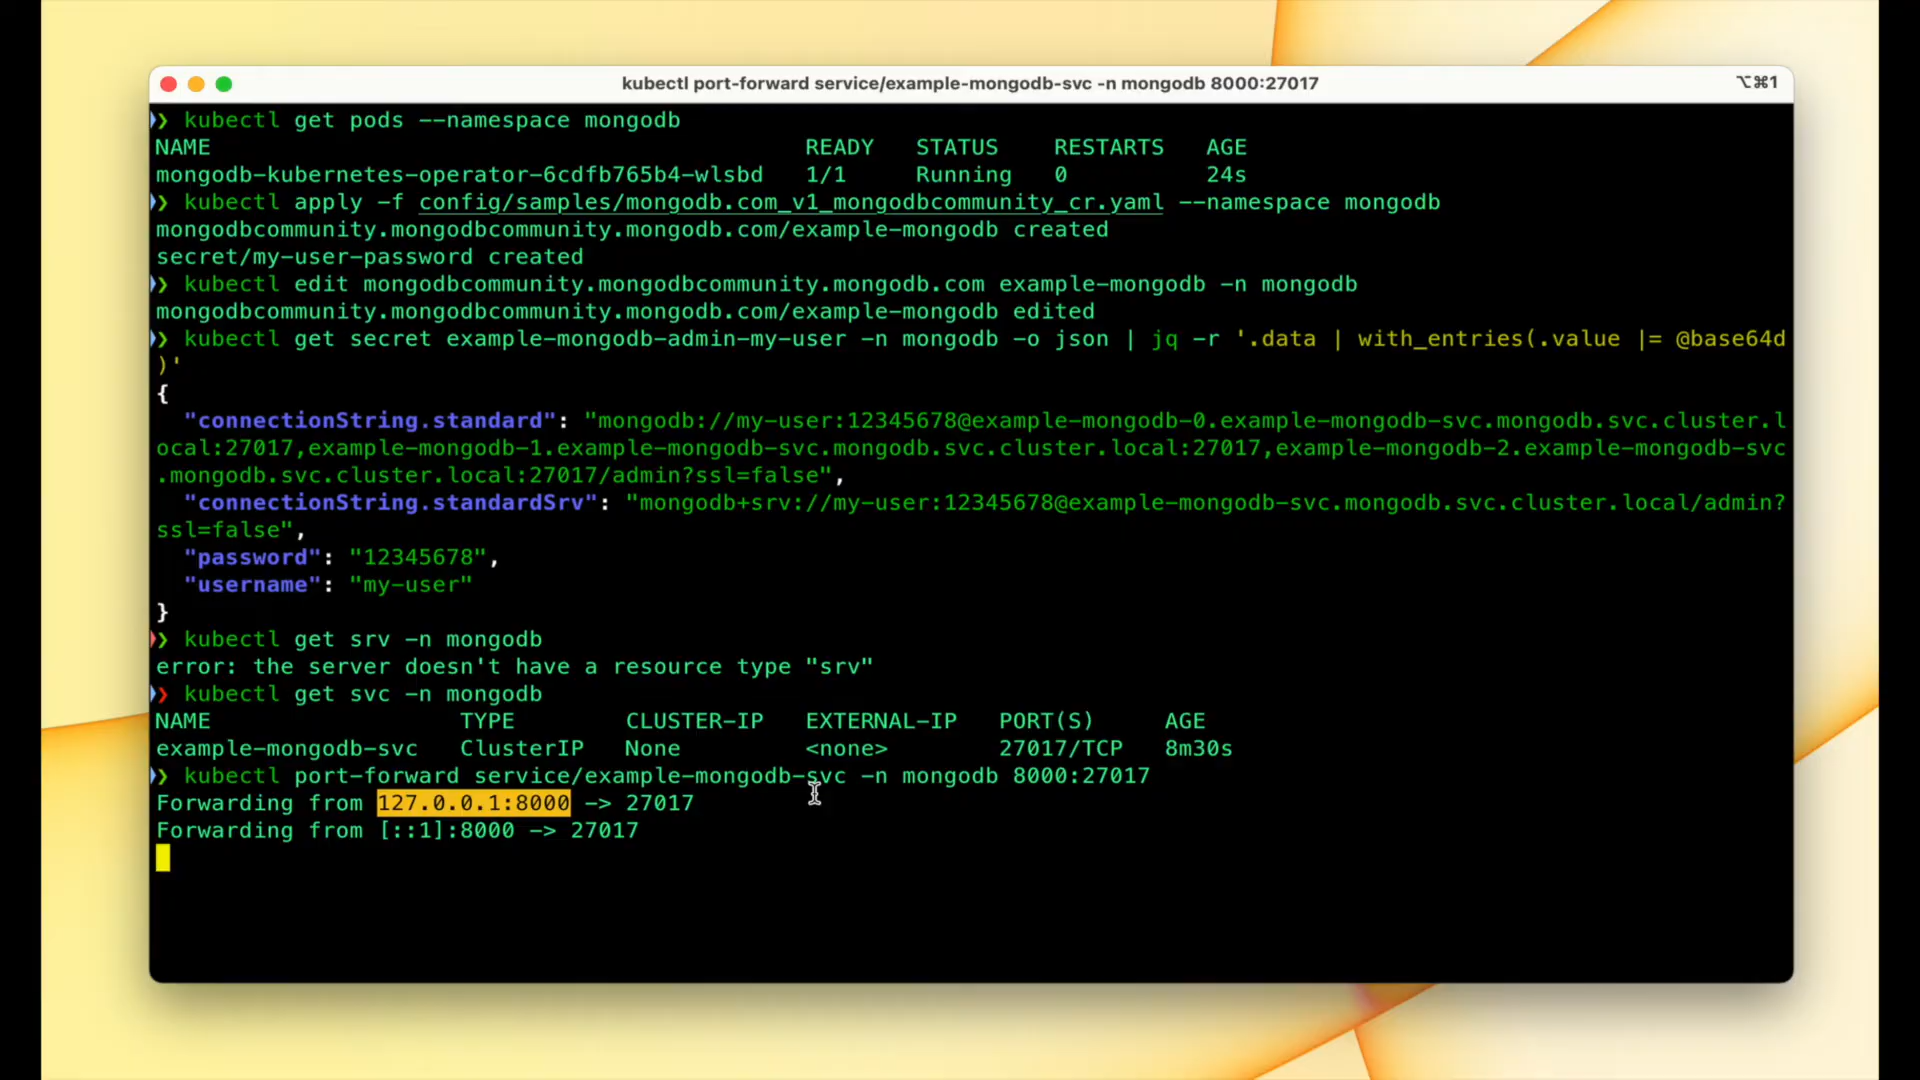 kubectl port-forward service/example-mongodb-svc -n mongodb 8000:27017
⌥⌘1
❯ kubectl get pods --namespace mongodb
NAME READY STATUS RESTARTS AGE
mongodb-kubernetes-operator-6cdfb765b4-wlsbd 1/1 Running 0 24s
❯ kubectl apply -f config/samples/mongodb.com_v1_mongodbcommunity_cr.yaml --namespace mongodb
mongodbcommunity.mongodbcommunity.mongodb.com/example-mongodb created
secret/my-user-password created
❯ kubectl edit mongodbcommunity.mongodbcommunity.mongodb.com example-mongodb -n mongodb
mongodbcommunity.mongodbcommunity.mongodb.com/example-mongodb edited
❯ kubectl get secret example-mongodb-admin-my-user -n mongodb -o json | jq -r '.data | with_entries(.value |= @base64d
)'
{
"connectionString.standard": "mongodb://my-user:12345678@example-mongodb-0.example-mongodb-svc.mongodb.svc.cluster.l
ocal:27017,example-mongodb-1.example-mongodb-svc.mongodb.svc.cluster.local:27017,example-mongodb-2.example-mongodb-svc
.mongodb.svc.cluster.local:27017/admin?ssl=false",
"connectionString.standardSrv": "mongodb+srv://my-user:12345678@example-mongodb-svc.mongodb.svc.cluster.local/admin?
ssl=false",
"password": "12345678",
"username": "my-user"
}
❯ kubectl get srv -n mongodb
error: the server doesn't have a resource type "srv"
❯ kubectl get svc -n mongodb
NAME TYPE CLUSTER-IP EXTERNAL-IP PORT(S) AGE
example-mongodb-svc ClusterIP None <none> 27017/TCP 8m30s
❯ kubectl port-forward service/example-mongodb-svc -n mongodb 8000:27017
Forwarding from 127.0.0.1:8000 -> 27017
Forwarding from [::1]:8000 -> 27017